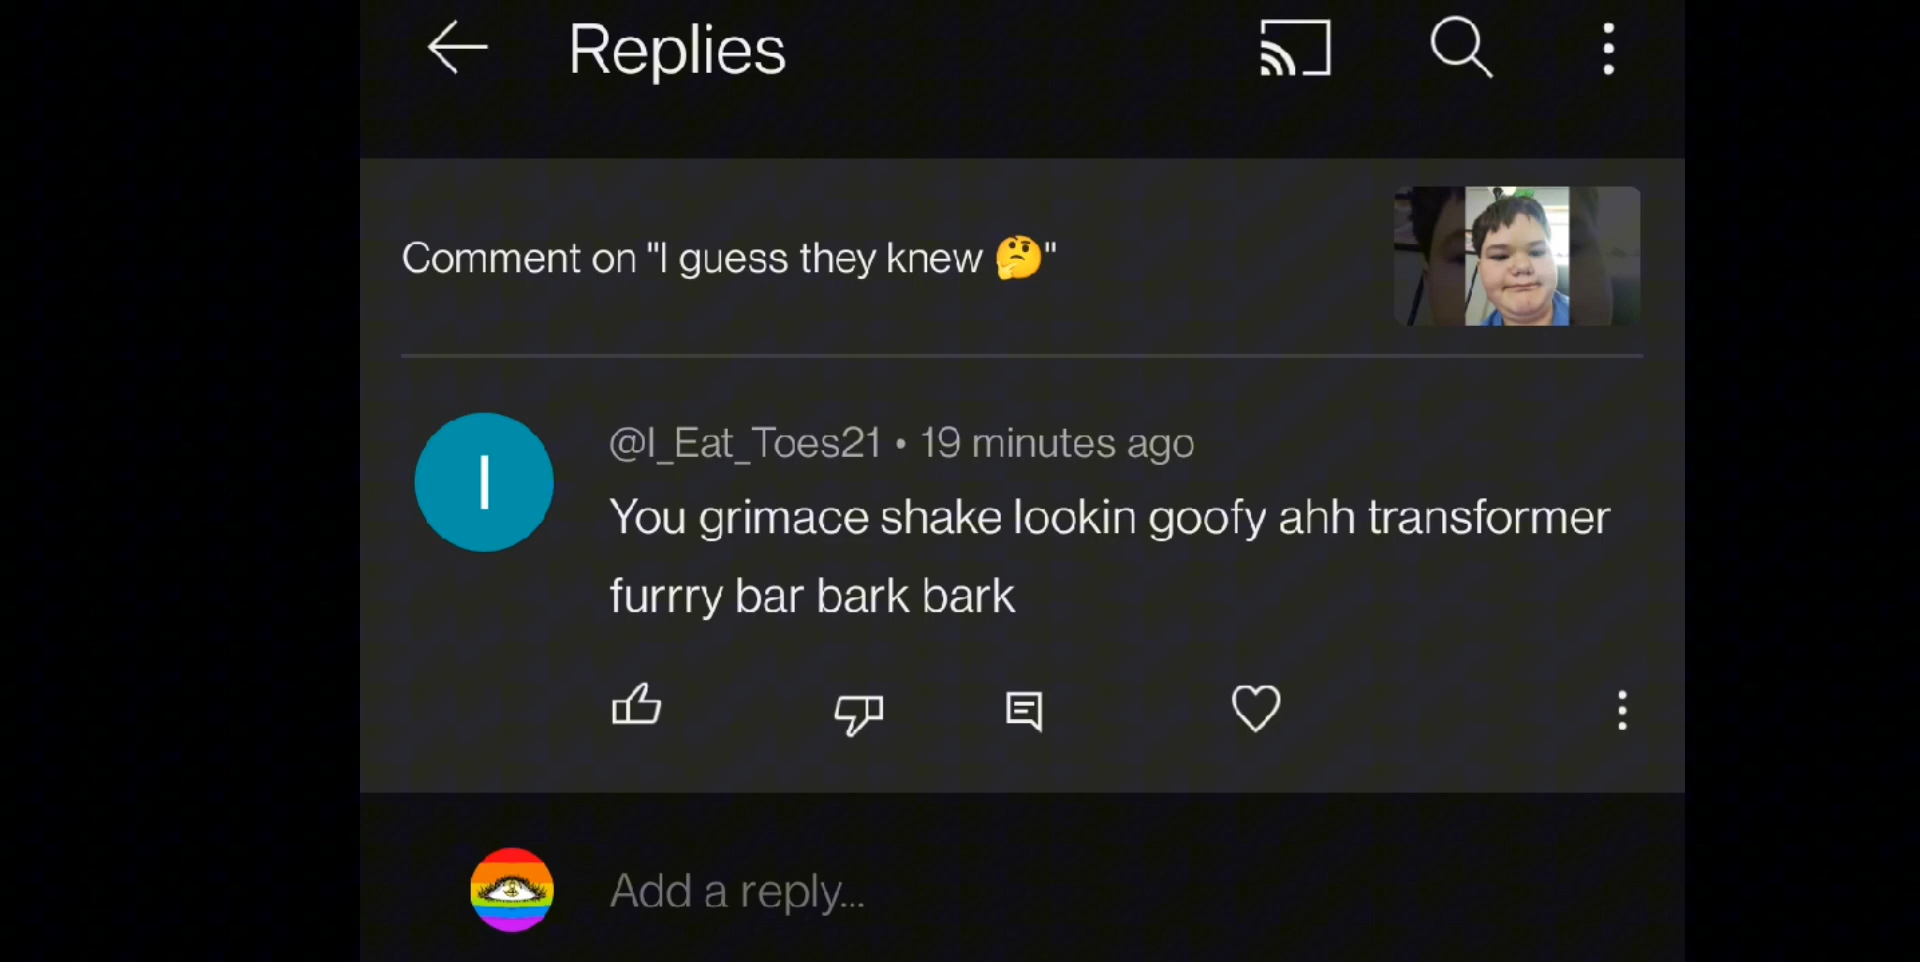 Replies
Comment on "I guess they knew 🤔"
@I_Eat_Toes21 • 19 minutes ago
I
You grimace shake lookin goofy ahh transformer
furrry bar bark bark
Add a reply...